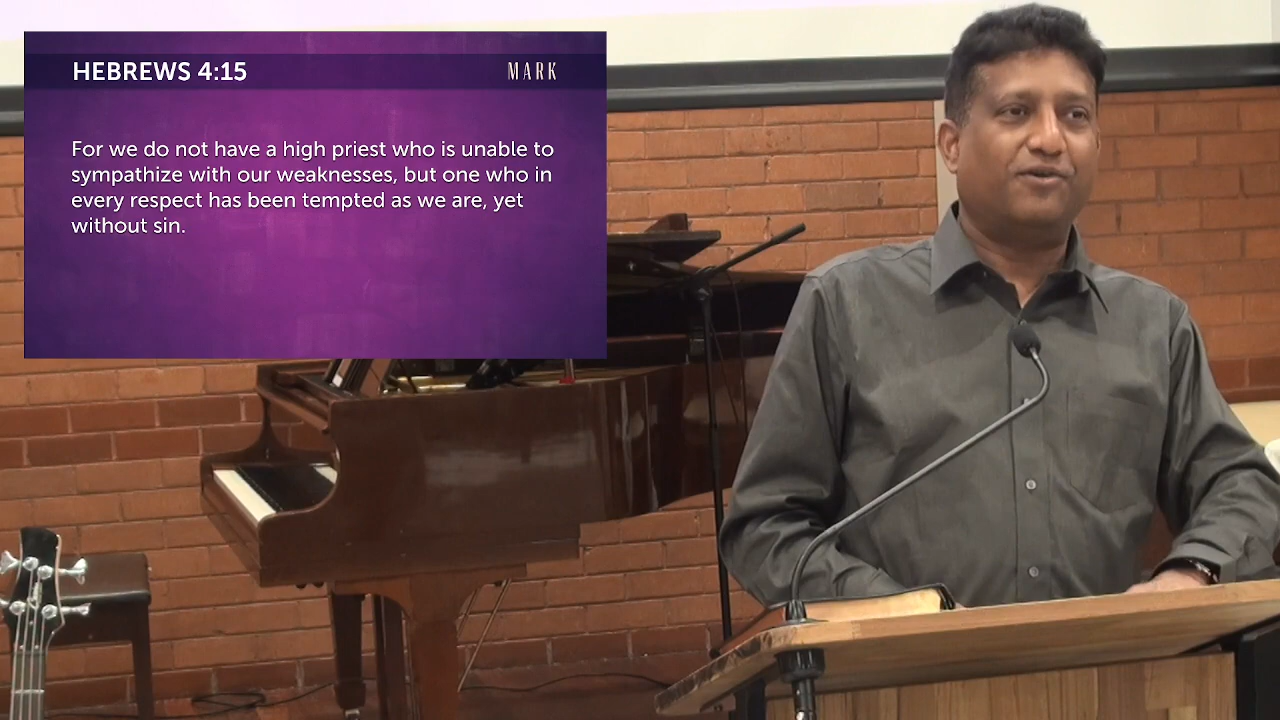 HEBREWS 4:15
MARK
For we do not have a high priest who is unable to
sympathize with our weaknesses, but one who in
every respect has been tempted as we are, yet
without sin.